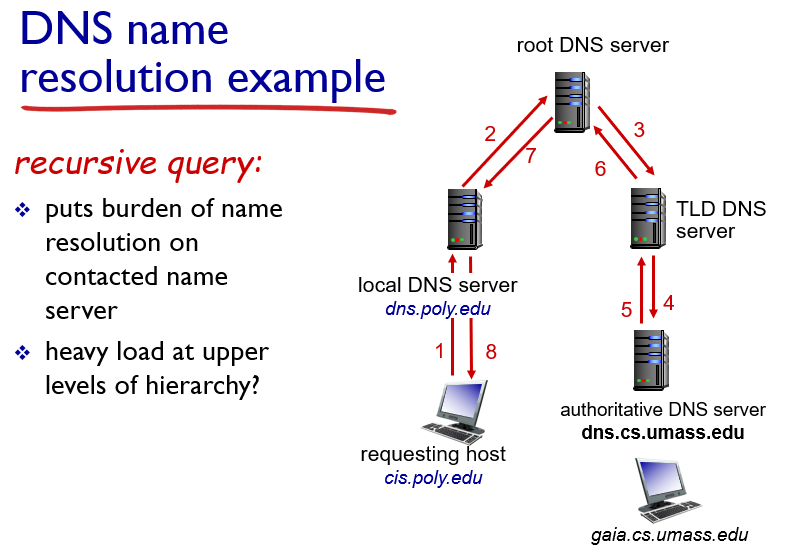 DNS name
resolution example
recursive query:
puts burden of name
resolution on
contacted name
server
heavy load at upper
levels of hierarchy?
root DNS server
2
7
3
6
TLD DNS
server
local DNS server
dns.poly.edu
5
4
1
8
authoritative DNS server
dns.cs.umass.edu
requesting host
cis.poly.edu
gaia.cs.umass.edu